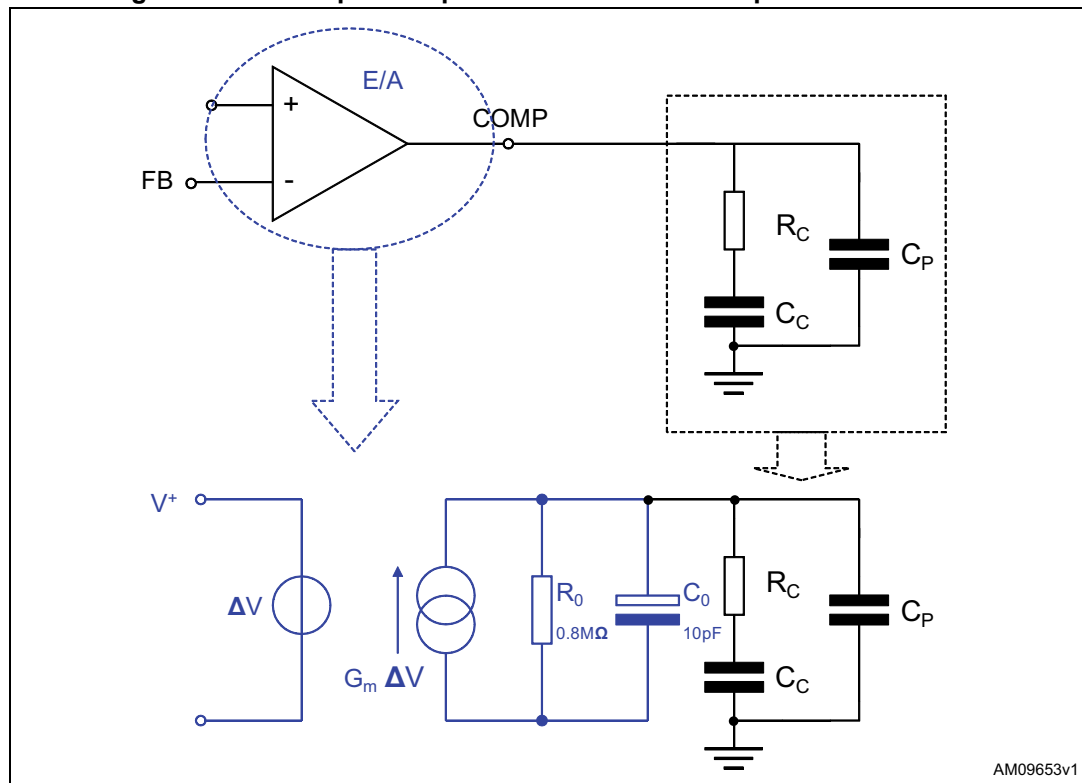 E/A
+
COMP
FB
-
R_C
C_P
C_C
V⁺
ΔV
R_0
0.8MΩ
C_0
10pF
G_m ΔV
R_C
C_P
C_C
AM09653v1